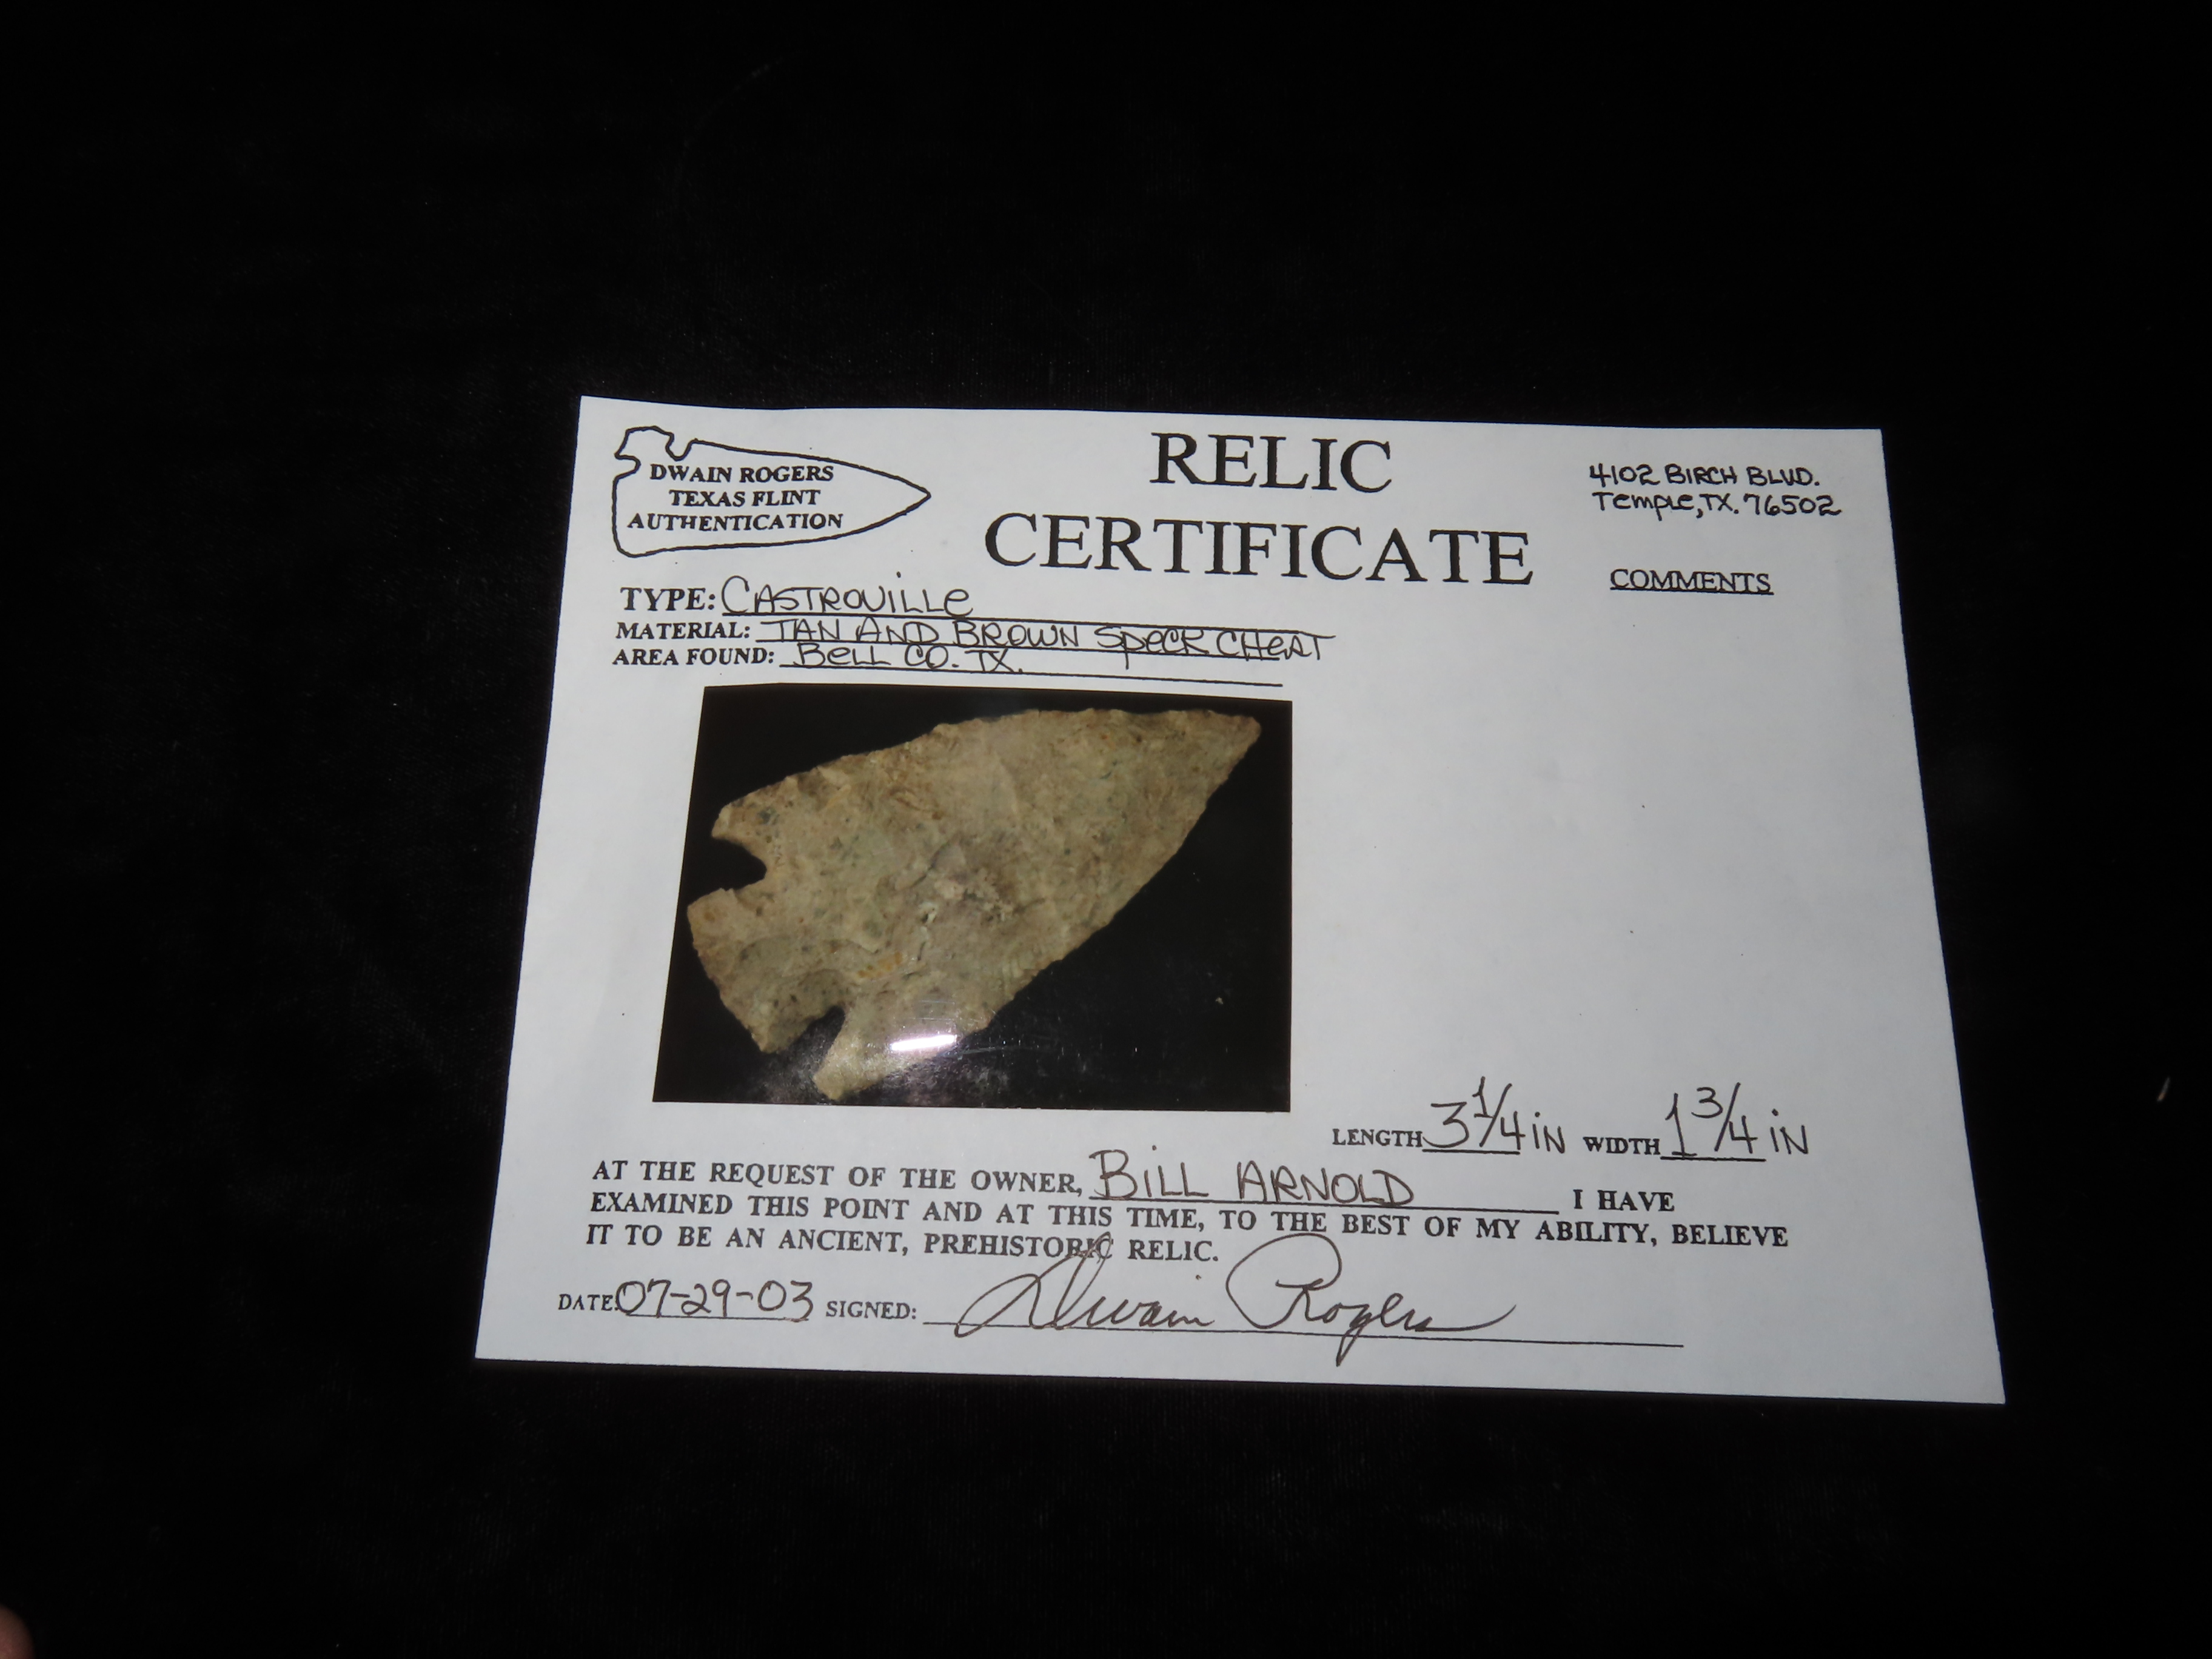 DWAIN ROGERS
TEXAS FLINT
AUTHENTICATION
RELIC
CERTIFICATE
4102 BIRCH BLVD.
Temple, TX. 76502
COMMENTS
TYPE: CASTROVILLE
MATERIAL: TAN AND BROWN SPECK CHERT
AREA FOUND: BELL CO. TX.
LENGTH 3 1/4 IN WIDTH 1 3/4 IN
AT THE REQUEST OF THE OWNER, BILL ARNOLD I HAVE
EXAMINED THIS POINT AND AT THIS TIME, TO THE BEST OF MY ABILITY, BELIEVE
IT TO BE AN ANCIENT, PREHISTORIC RELIC.
DATE: 07-29-03 SIGNED: Dwain Rogers